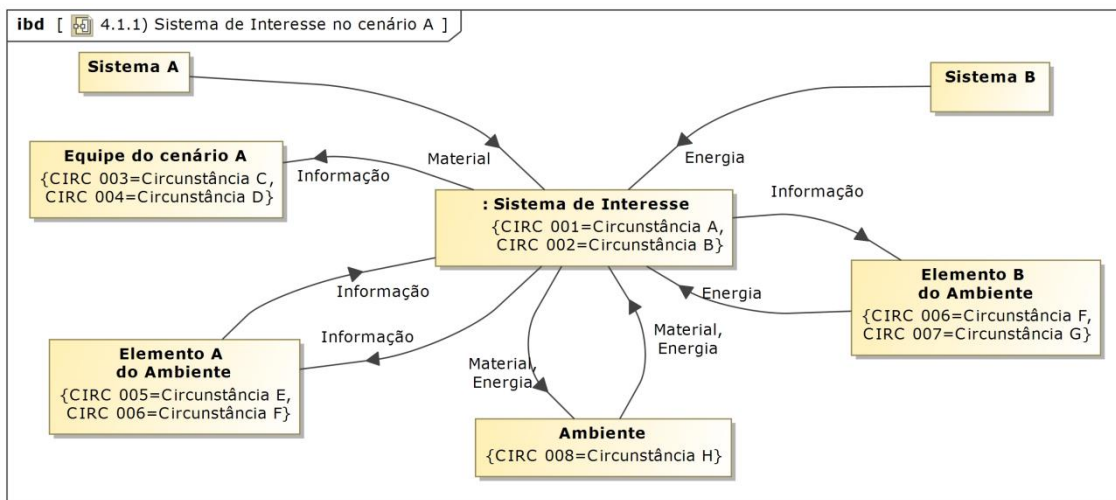 ibd [ 4.1.1) Sistema de Interesse no cenário A ]
Sistema A
Sistema B
Material
Energia
Equipe do cenário A
{CIRC 003=Circunstância C,
CIRC 004=Circunstância D}
Informação
: Sistema de Interesse
{CIRC 001=Circunstância A,
CIRC 002=Circunstância B}
Informação
Elemento B
do Ambiente
{CIRC 006=Circunstância F,
CIRC 007=Circunstância G}
Informação
Energia
Informação
Elemento A
do Ambiente
{CIRC 005=Circunstância E,
CIRC 006=Circunstância F}
Material,
Energia
Material,
Energia
Ambiente
{CIRC 008=Circunstância H}